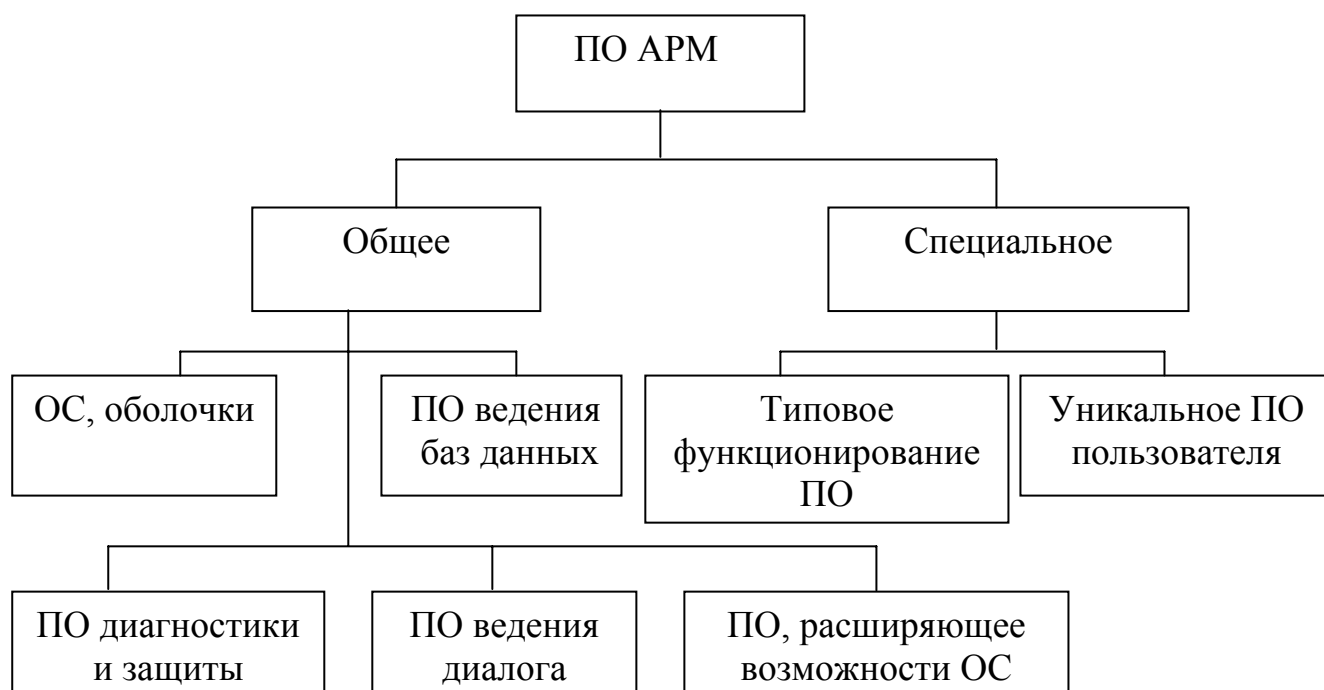 ПО АРМ
Общее
Специальное
ОС, оболочки
ПО ведения
баз данных
Типовое
функционирование
ПО
Уникальное ПО
пользователя
ПО диагностики
и защиты
ПО ведения
диалога
ПО, расширяющее
возможности ОС